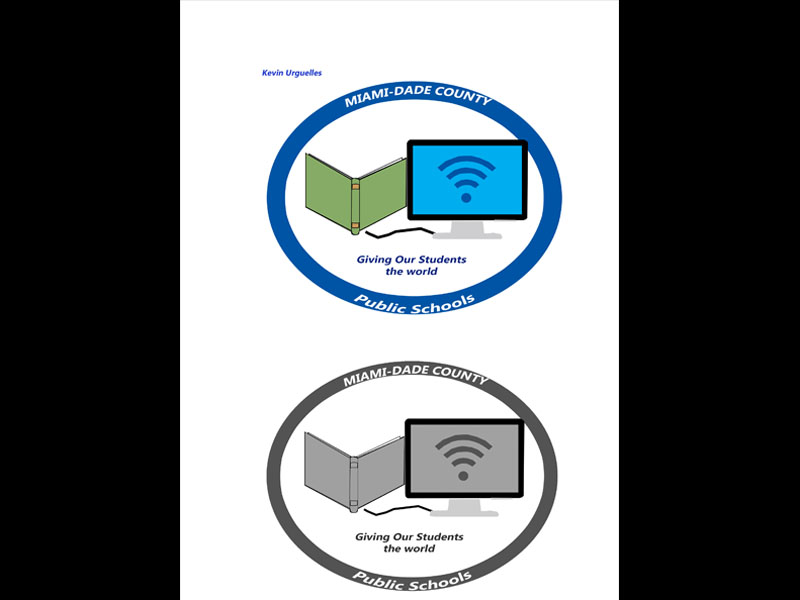 Kevin Urguelles
MIAMI-DADE COUNTY
Giving Our Students
the world
Public Schools
MIAMI-DADE COUNTY
Giving Our Students
the world
Public Schools